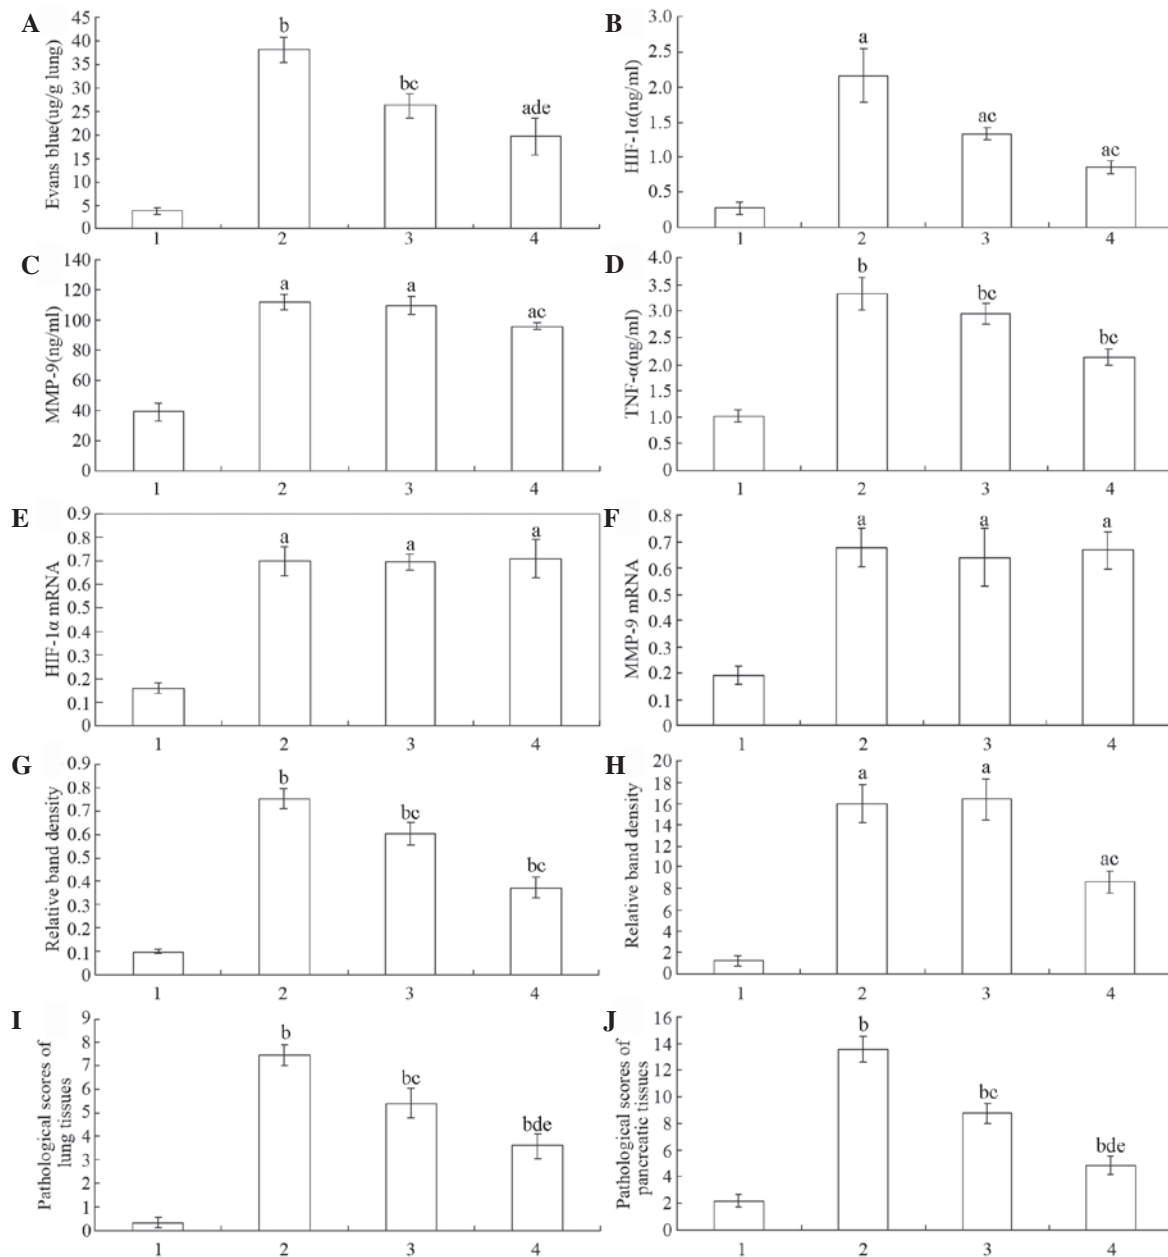 A
Evans blue(ug/g lung)
45
40
35
30
25
20
15
10
5
0
b
bc
ade
1 2 3 4
B
HIF-1α(ng/ml)
3.0
2.5
2.0
1.5
1.0
0.5
0
a
ac
ac
1 2 3 4
C
MMP-9(ng/ml)
140
120
100
80
60
40
20
0
a
a
ac
1 2 3 4
D
TNF-α(ng/ml)
4.0
3.5
3.0
2.5
2.0
1.5
1.0
0.5
0
b
bc
bc
1 2 3 4
E
HIF-1α mRNA
0.9
0.8
0.7
0.6
0.5
0.4
0.3
0.2
0.1
0
a
a
a
1 2 3 4
F
MMP-9 mRNA
0.8
0.7
0.6
0.5
0.4
0.3
0.2
0.1
0
a
a
a
1 2 3 4
G
Relative band density
0.9
0.8
0.7
0.6
0.5
0.4
0.3
0.2
0.1
0
b
bc
bc
1 2 3 4
H
Relative band density
20
18
16
14
12
10
8
6
4
2
0
a
a
ac
1 2 3 4
I
Pathological scores of
lung tissues
9
8
7
6
5
4
3
2
1
0
b
bc
bde
1 2 3 4
J
Pathological scores of
pancreatic tissues
16
14
12
10
8
6
4
2
0
b
bc
bde
1 2 3 4